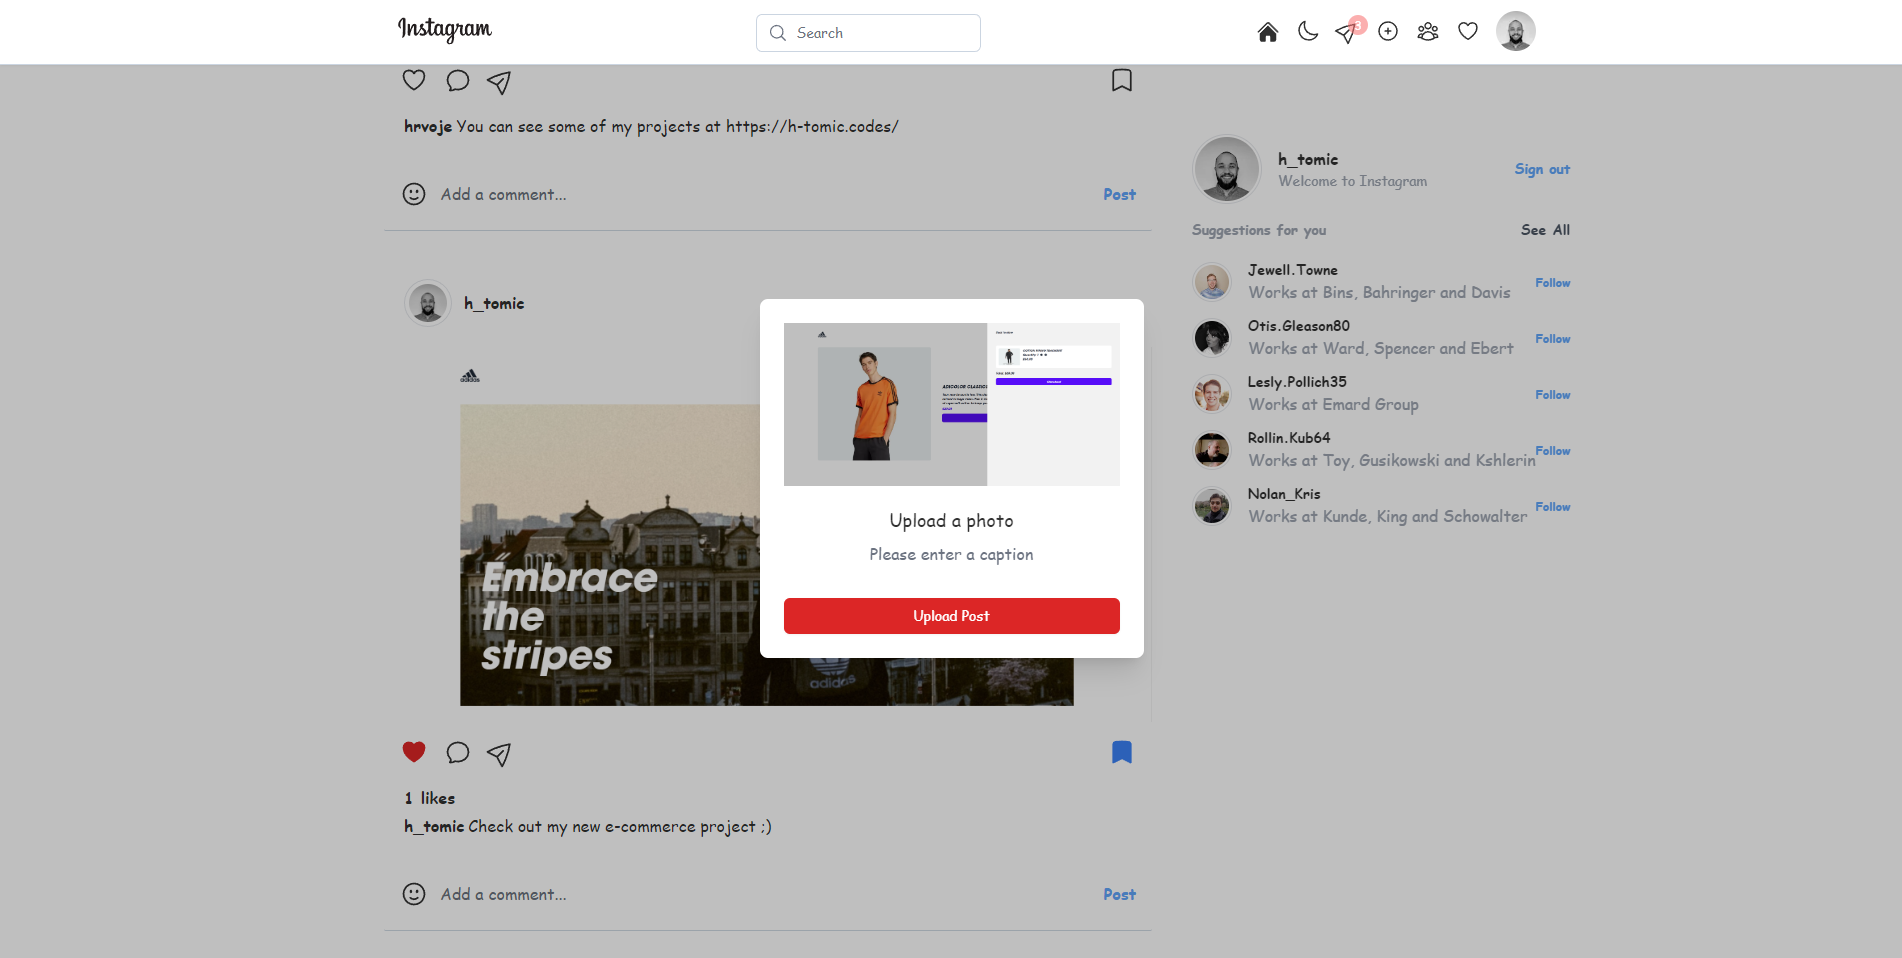 Instagram
Search
3
hrvoje You can see some of my projects at https://h-tomic.codes/
Add a comment...
Post
h_tomic
Welcome to Instagram
Sign out
Suggestions for you
See All
Jewell.Towne
Works at Bins, Bahringer and Davis
Follow
Otis.Gleason80
Works at Ward, Spencer and Ebert
Follow
Lesly.Pollich35
Works at Emard Group
Follow
Rollin.Kub64
Works at Toy, Gusikowski and Kshlerin
Follow
Nolan_Kris
Works at Kunde, King and Schowalter
Follow
h_tomic
adidas
Embrace
the
stripes
adidas
ADICOLOR CLASSICS
Upload a photo
Please enter a caption
Upload Post
1 likes
h_tomic Check out my new e-commerce project ;)
Add a comment...
Post